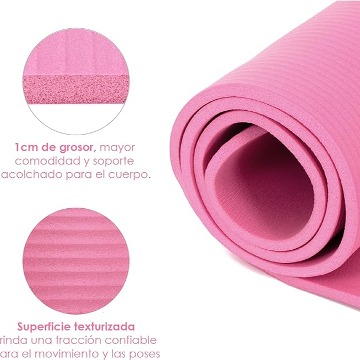 1cm de grosor, mayor
comodidad y soporte
acolchado para el cuerpo.
Superficie texturizada
rinda una tracción confiable
ara el movimiento y las poses